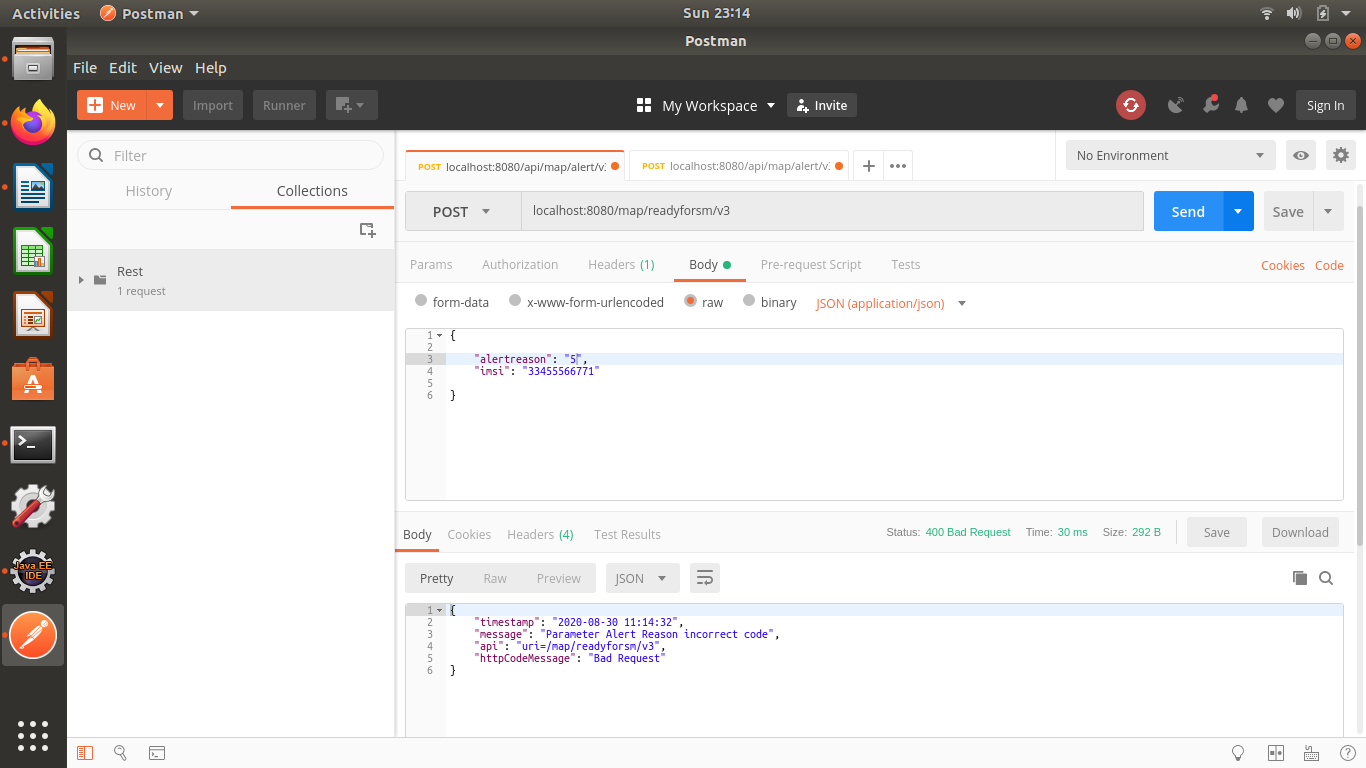 Activities Postman Sun 23:14
Postman
File Edit View Help
New Import Runner My Workspace Invite Sign In
Filter
History Collections
Rest
1 request
POST localhost:8080/api/map/alert/v: POST localhost:8080/api/map/alert/v: No Environment
POST localhost:8080/map/readyforsm/v3 Send Save
Params Authorization Headers (1) Body Pre-request Script Tests Cookies Code
form-data x-www-form-urlencoded raw binary JSON (application/json)
1 {
2
3 "alertreason": "5",
4 "imsi": "33455566771"
5
6 }
Body Cookies Headers (4) Test Results Status: 400 Bad Request Time: 30 ms Size: 292 B Save Download
Pretty Raw Preview JSON
1 {
2 "timestamp": "2020-08-30 11:14:32",
3 "message": "Parameter Alert Reason incorrect code",
4 "api": "uri=/map/readyforsm/v3",
5 "httpCodeMessage": "Bad Request"
6 }
Java EE
IDE